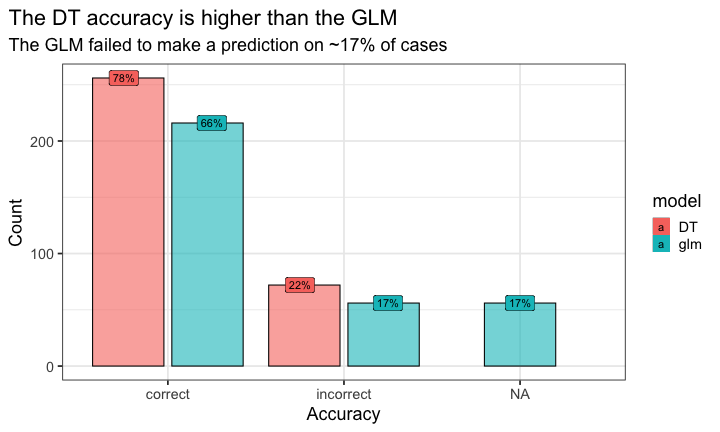 The DT accuracy is higher than the GLM
The GLM failed to make a prediction on ~17% of cases
78%
66%
22%
17%
17%
200
100
0
Count
correct
incorrect
NA
Accuracy
model
a DT
a glm